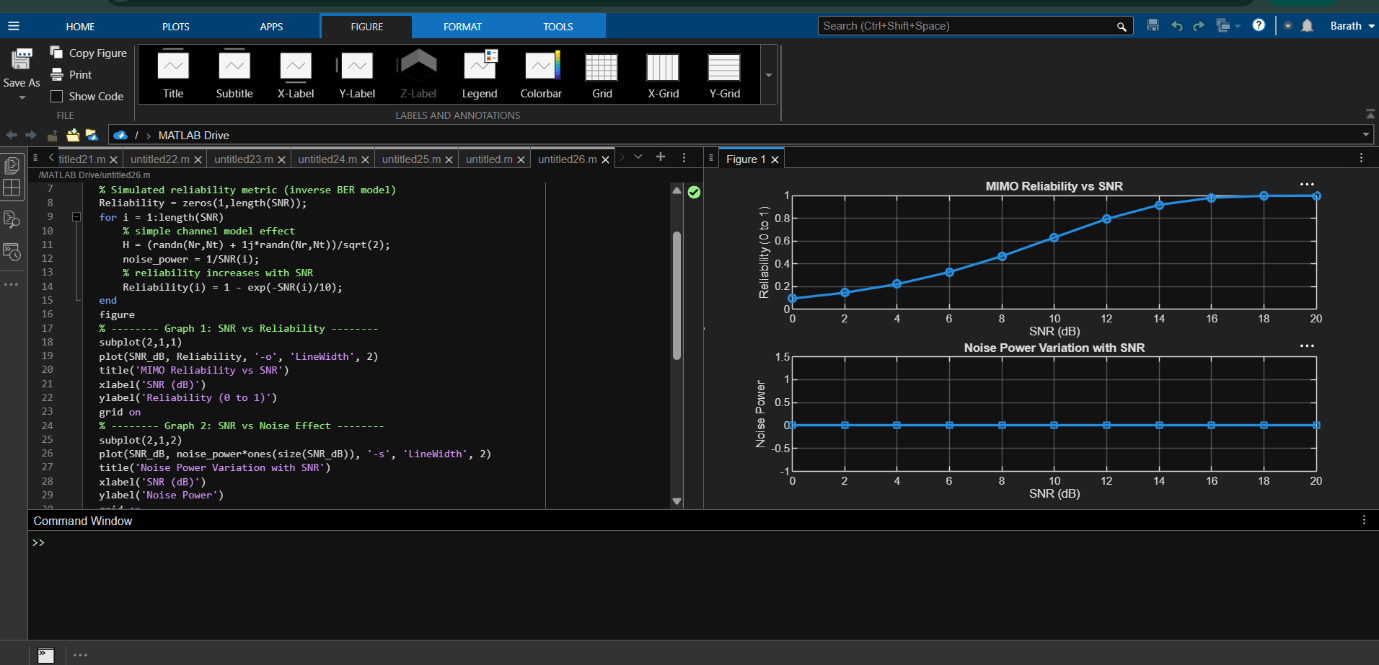 HOME PLOTS APPS FIGURE FORMAT TOOLS Search (Ctrl+Shift+Space) ? Barath
Save As
Copy Figure
Print
Show Code
FILE
Title Subtitle X-Label Y-Label Z-Label Legend Colorbar Grid X-Grid Y-Grid
LABELS AND ANNOTATIONS
/ > MATLAB Drive
titled21.m untitled22.m untitled23.m untitled24.m untitled25.m untitled.m untitled26.m
/MATLAB Drive/untitled26.m
7 % Simulated reliability metric (inverse BER model)
8 Reliability = zeros(1,length(SNR));
9 for i = 1:length(SNR)
10 % simple channel model effect
11 H = (randn(Nr,Nt) + 1j*randn(Nr,Nt))/sqrt(2);
12 noise_power = 1/SNR(i);
13 % reliability increases with SNR
14 Reliability(i) = 1 - exp(-SNR(i)/10);
15 end
16 figure
17 % -------- Graph 1: SNR vs Reliability --------
18 subplot(2,1,1)
19 plot(SNR_dB, Reliability, '-o', 'LineWidth', 2)
20 title('MIMO Reliability vs SNR')
21 xlabel('SNR (dB)')
22 ylabel('Reliability (0 to 1)')
23 grid on
24 % -------- Graph 2: SNR vs Noise Effect --------
25 subplot(2,1,2)
26 plot(SNR_dB, noise_power*ones(size(SNR_dB)), '-s', 'LineWidth', 2)
27 title('Noise Power Variation with SNR')
28 xlabel('SNR (dB)')
29 ylabel('Noise Power')
Figure 1
MIMO Reliability vs SNR
Reliability (0 to 1)
1
0.8
0.6
0.4
0.2
0
0 2 4 6 8 10 12 14 16 18 20
SNR (dB)
Noise Power Variation with SNR
Noise Power
1.5
1
0.5
0
-0.5
-1
0 2 4 6 8 10 12 14 16 18 20
SNR (dB)
Command Window
>>